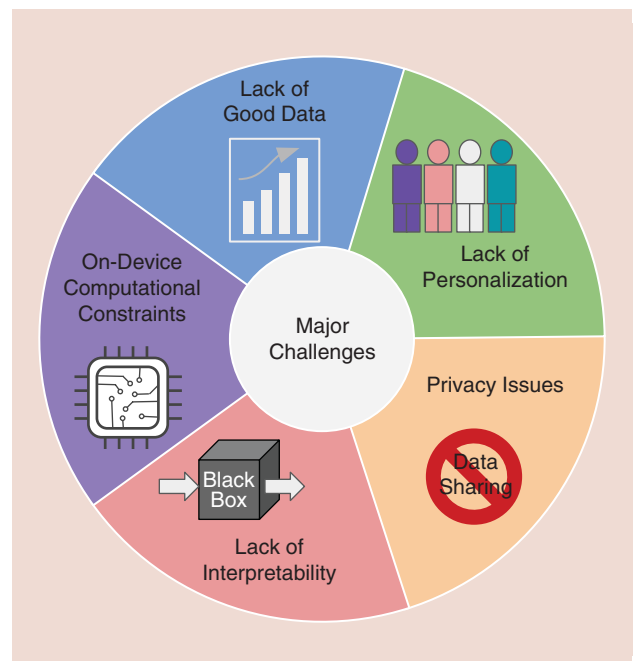 Lack of
Good Data
Lack of
Personalization
Privacy Issues
Data
Sharing
Black
Box
Lack of
Interpretability
On-Device
Computational
Constraints
Major
Challenges